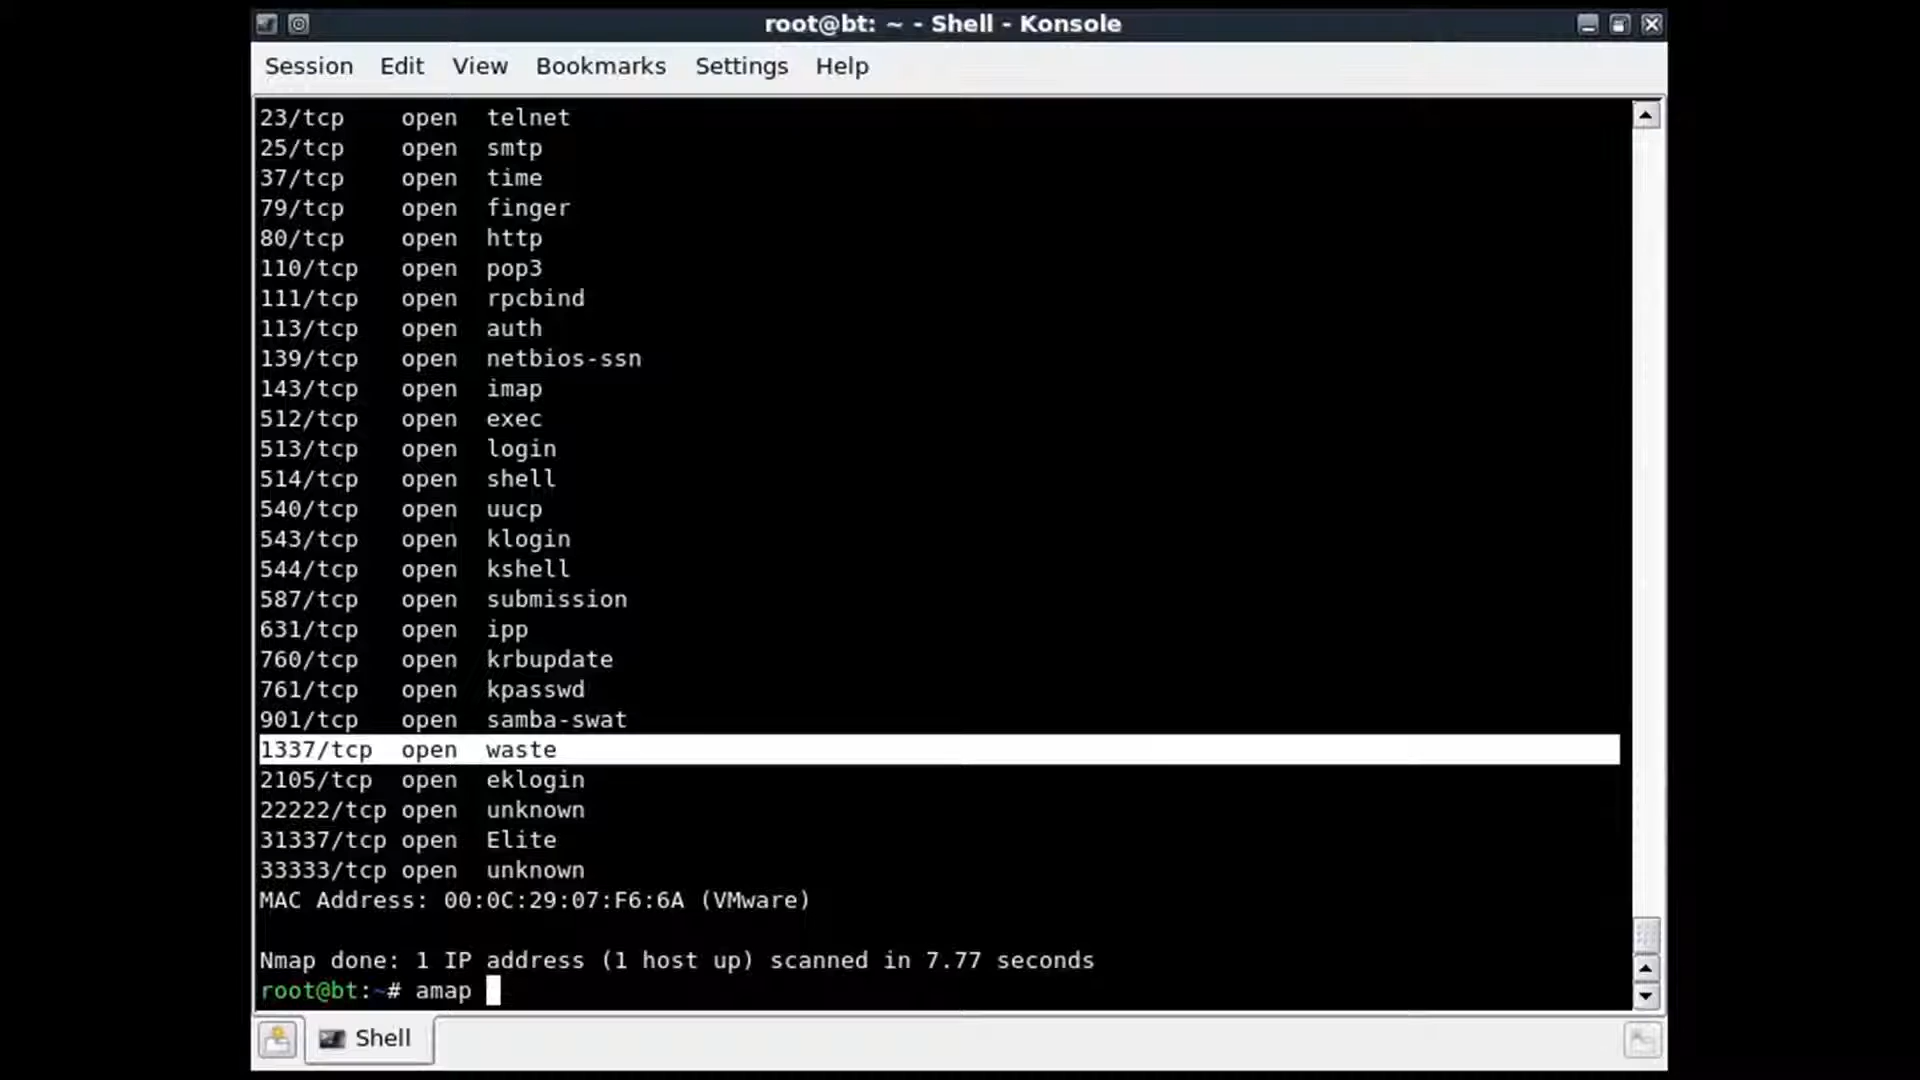 root@bt: ~ - Shell - Konsole
Session Edit View Bookmarks Settings Help
23/tcp open telnet
25/tcp open smtp
37/tcp open time
79/tcp open finger
80/tcp open http
110/tcp open pop3
111/tcp open rpcbind
113/tcp open auth
139/tcp open netbios-ssn
143/tcp open imap
512/tcp open exec
513/tcp open login
514/tcp open shell
540/tcp open uucp
543/tcp open klogin
544/tcp open kshell
587/tcp open submission
631/tcp open ipp
760/tcp open krbupdate
761/tcp open kpasswd
901/tcp open samba-swat
1337/tcp open waste
2105/tcp open eklogin
22222/tcp open unknown
31337/tcp open Elite
33333/tcp open unknown
MAC Address: 00:0C:29:07:F6:6A (VMware)
Nmap done: 1 IP address (1 host up) scanned in 7.77 seconds
root@bt:~# amap
Shell